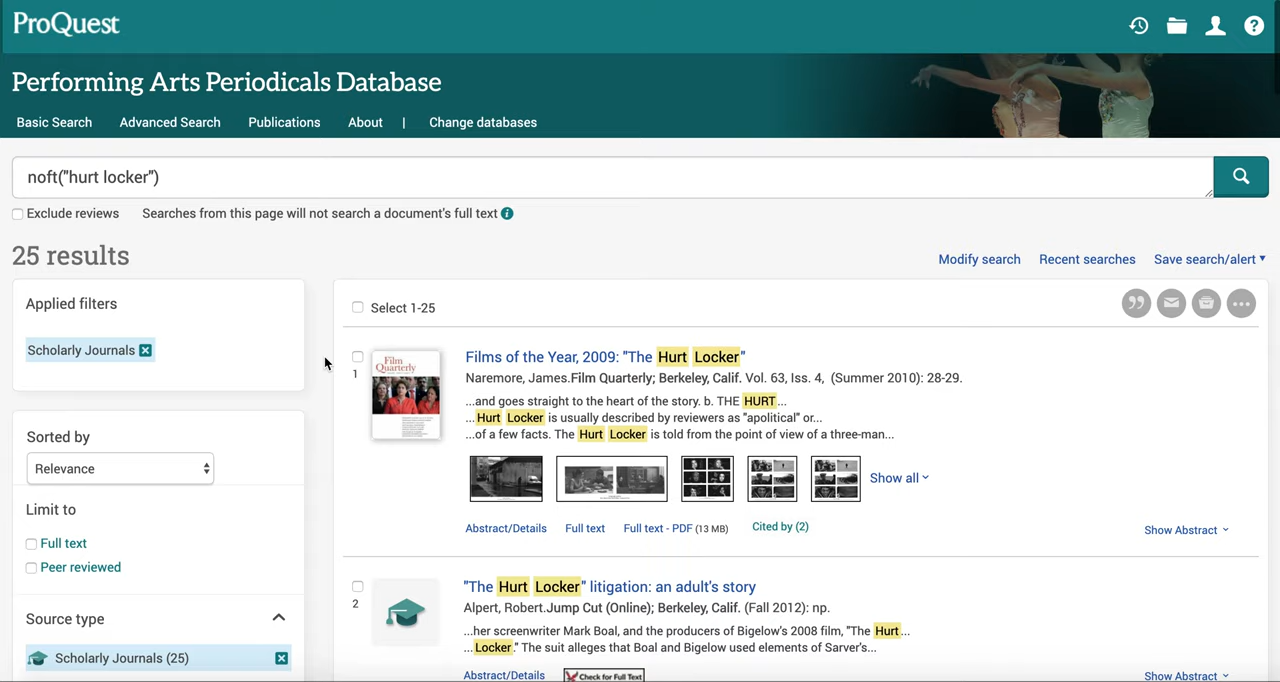 ProQuest
Performing Arts Periodicals Database
Basic Search Advanced Search Publications About | Change databases
noft("hurt locker")
Exclude reviews Searches from this page will not search a document's full text
25 results
Modify search Recent searches Save search/alert
Applied filters
Scholarly Journals
Sorted by
Relevance
Limit to
Full text
Peer reviewed
Source type
Scholarly Journals (25)
Select 1-25
1
Film Quarterly
Films of the Year, 2009: "The Hurt Locker"
Naremore, James.Film Quarterly; Berkeley, Calif. Vol. 63, Iss. 4, (Summer 2010): 28-29.
...and goes straight to the heart of the story. b. THE HURT...
...Hurt Locker is usually described by reviewers as "apolitical" or...
...of a few facts. The Hurt Locker is told from the point of view of a three-man...
Show all
Abstract/Details Full text Full text - PDF (13 MB) Cited by (2) Show Abstract
2
"The Hurt Locker" litigation: an adult's story
Alpert, Robert.Jump Cut (Online); Berkeley, Calif. (Fall 2012): np.
...her screenwriter Mark Boal, and the producers of Bigelow's 2008 film, "The Hurt...
...Locker." The suit alleges that Boal and Bigelow used elements of Sarver's...
Abstract/Details Check for Full Text Show Abstract